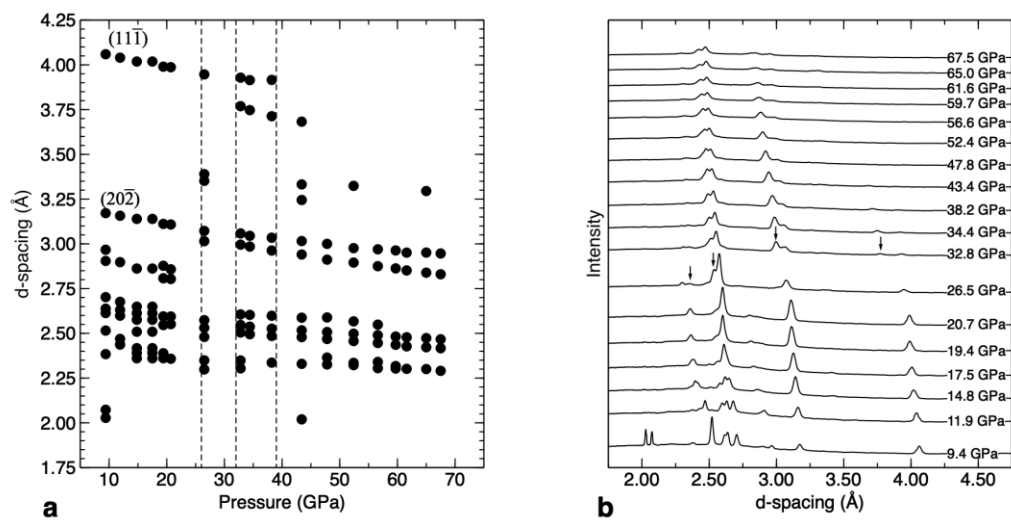 4.25
4.00
3.75
3.50
3.25
3.00
2.75
2.50
2.25
2.00
1.75
d-spacing (Å)
(111̄)
(202̄)
10 20 30 40 50 60 70
Pressure (GPa)
a
Intensity
67.5 GPa
65.0 GPa
61.6 GPa
59.7 GPa
56.6 GPa
52.4 GPa
47.8 GPa
43.4 GPa
38.2 GPa
34.4 GPa
32.8 GPa
26.5 GPa
20.7 GPa
19.4 GPa
17.5 GPa
14.8 GPa
11.9 GPa
9.4 GPa
2.00 2.50 3.00 3.50 4.00 4.50
d-spacing (Å)
b